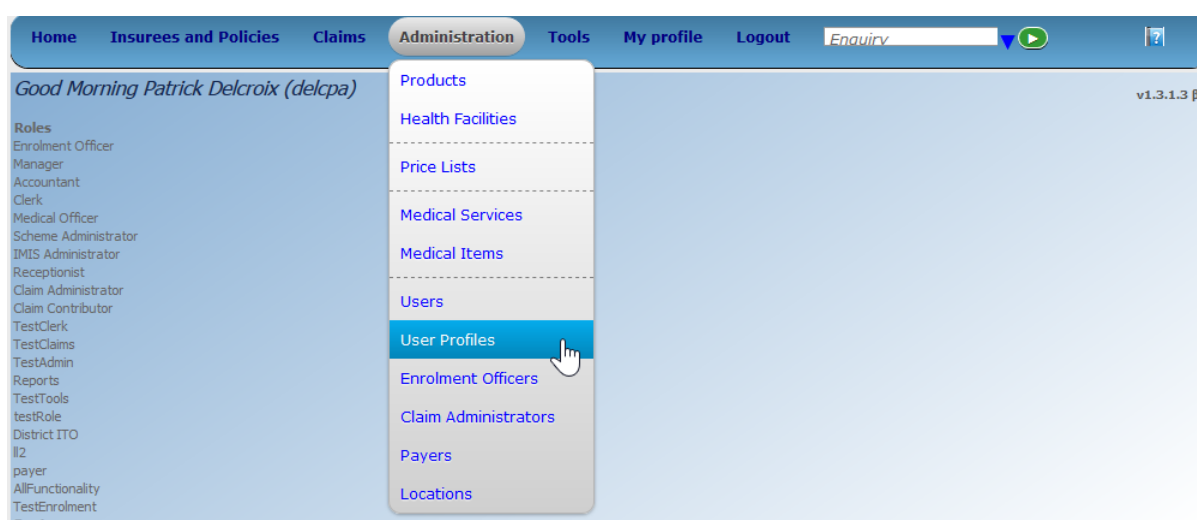 Home Insurees and Policies Claims Administration Tools My profile Logout Enquiry ?
Good Morning Patrick Delcroix (delcpa)
v1.3.1.3 β
Roles
Enrolment Officer
Manager
Accountant
Clerk
Medical Officer
Scheme Administrator
IMIS Administrator
Receptionist
Claim Administrator
Claim Contributor
TestClerk
TestClaims
TestAdmin
Reports
TestTools
testRole
District ITO
ll2
payer
AllFunctionality
TestEnrolment
Products
Health Facilities
Price Lists
Medical Services
Medical Items
Users
User Profiles
Enrolment Officers
Claim Administrators
Payers
Locations